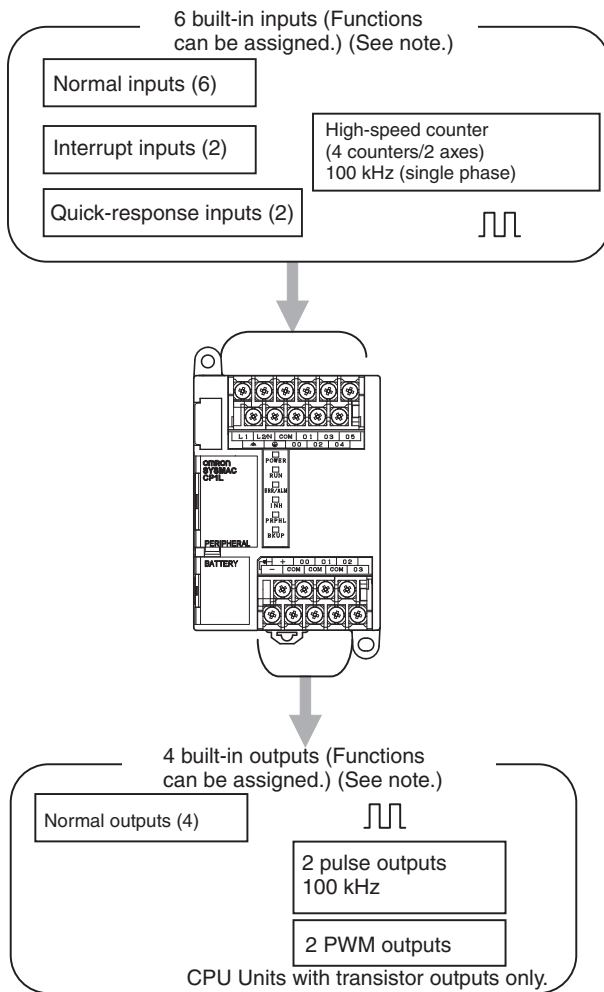 6 built-in inputs (Functions
can be assigned.) (See note.)
Normal inputs (6)
Interrupt inputs (2)
Quick-response inputs (2)
High-speed counter
(4 counters/2 axes)
100 kHz (single phase)
L1 L2/N COM 01 03 05
00 02 04
POWER
RUN
ERR/ALM
INH
PRPHL
BKUP
OMRON
SYSMAC
CP1L
PERIPHERAL
BATTERY
+ 00 01 02
- COM COM COM 03
4 built-in outputs (Functions
can be assigned.) (See note.)
Normal outputs (4)
2 pulse outputs
100 kHz
2 PWM outputs
CPU Units with transistor outputs only.